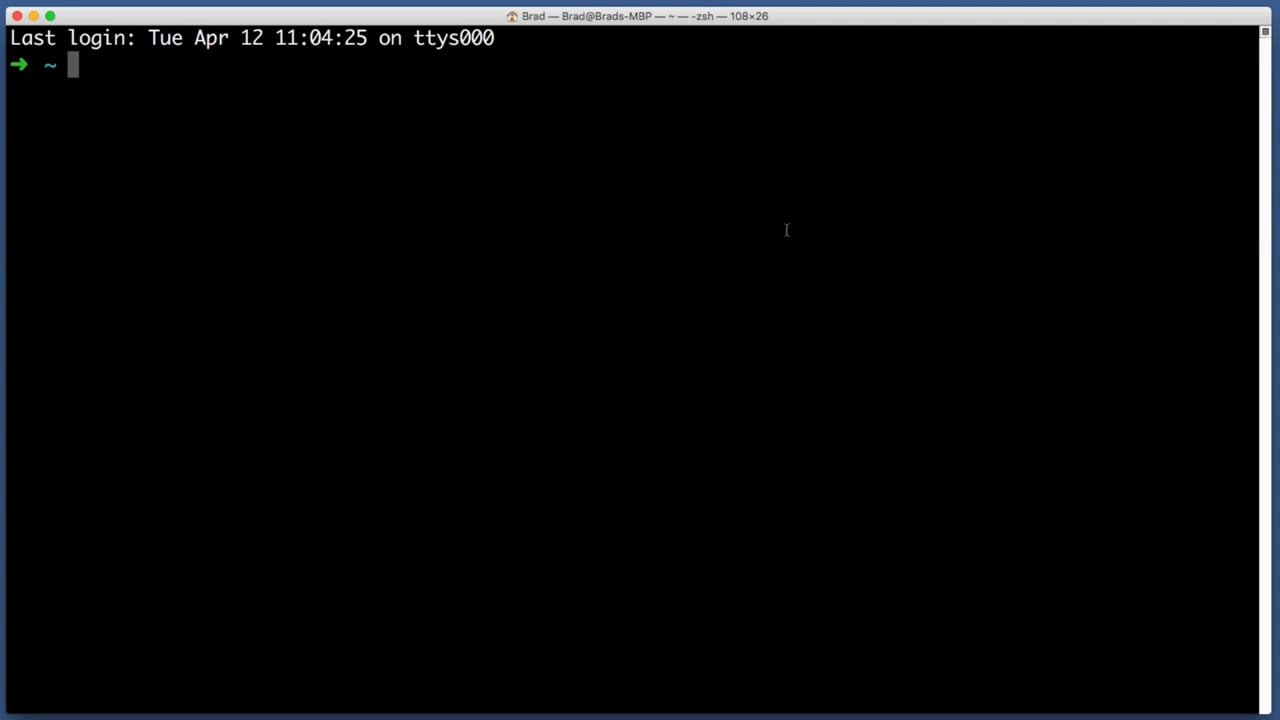 Brad — Brad@Brads-MBP — ~ — -zsh — 108×26
Last login: Tue Apr 12 11:04:25 on ttys000
➜ ~